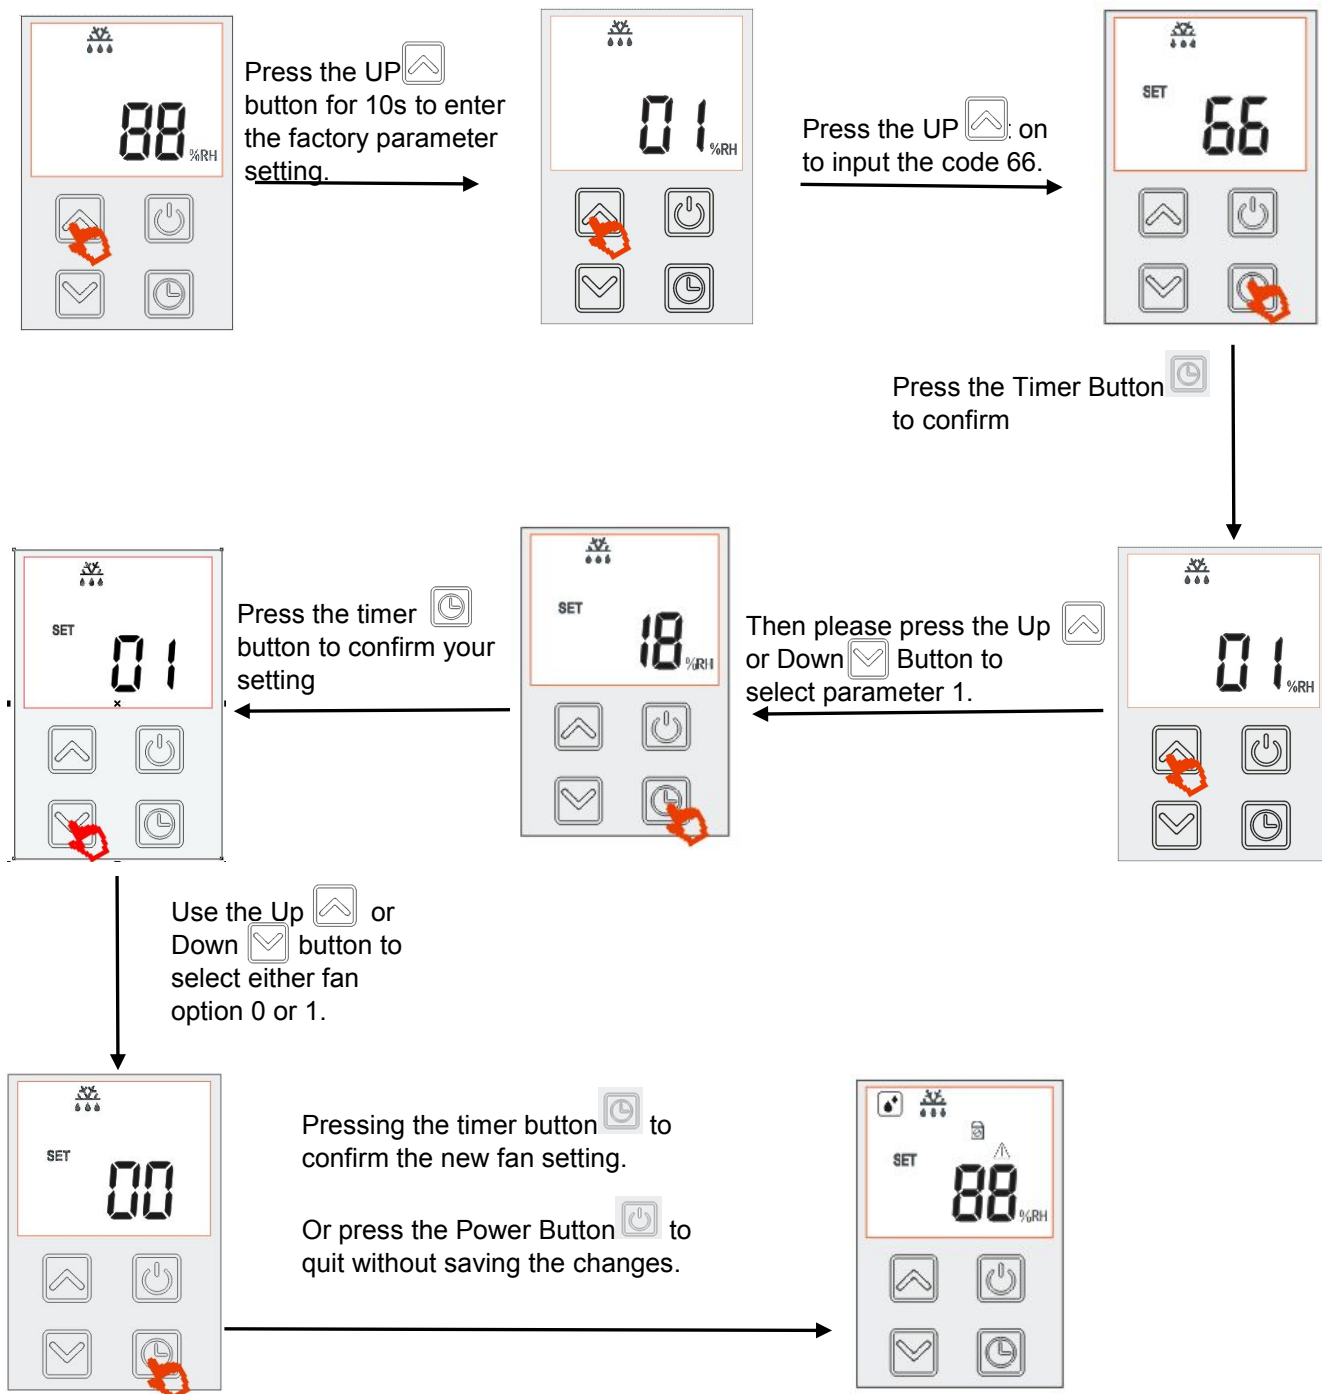 88 %RH
Press the UP
button for 10s to enter
the factory parameter
setting.
01 %RH
Press the UP : on
to input the code 66.
SET
66
Press the Timer Button
to confirm
01 %RH
Then please press the Up
or Down Button to
select parameter 1.
SET
18 %RH
Press the timer
button to confirm your
setting
SET
01
Use the Up or
Down button to
select either fan
option 0 or 1.
SET
00
Pressing the timer button to
confirm the new fan setting.
Or press the Power Button to
quit without saving the changes.
SET
88 %RH